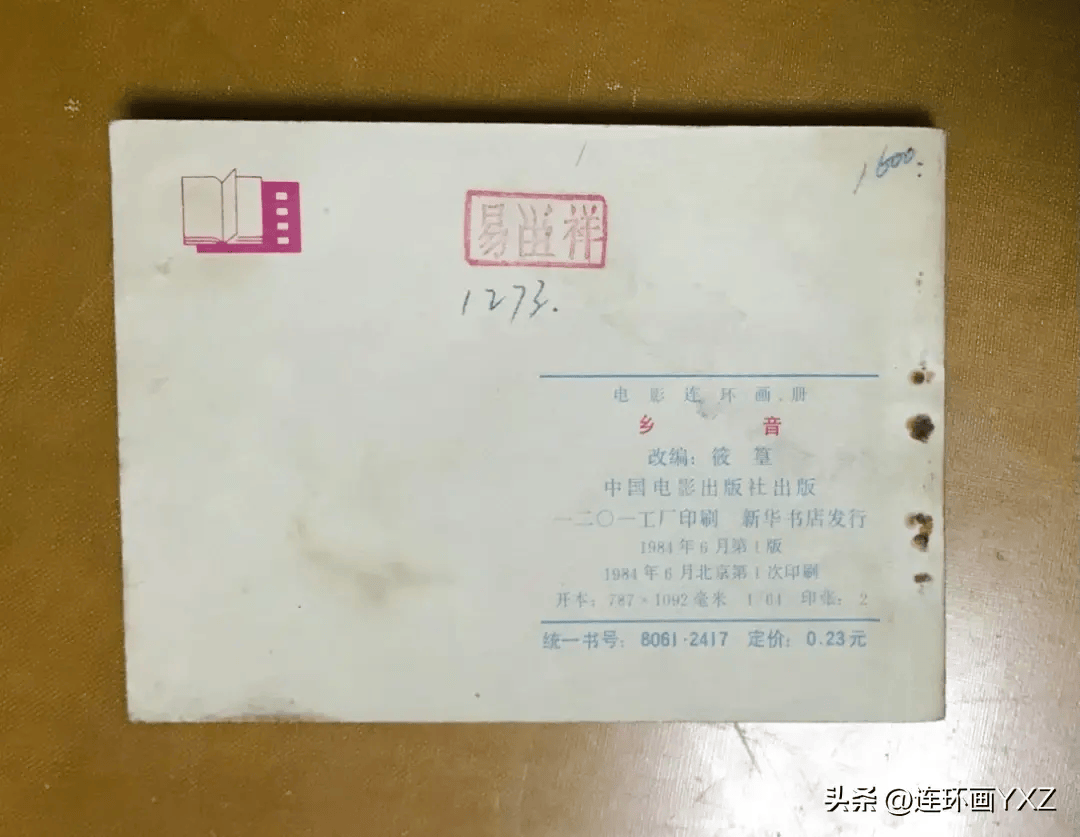 1600.
易祥
1273.
电影连环画册
乡音
改编：筱篁
中国电影出版社出版
一二〇一工厂印刷 新华书店发行
1984年6月第1版
1984年6月北京第1次印刷
开本：787×1092毫米 1/64 印张：2
统一书号：8061·2417 定价：0.23元
头条 @连环画YXZ